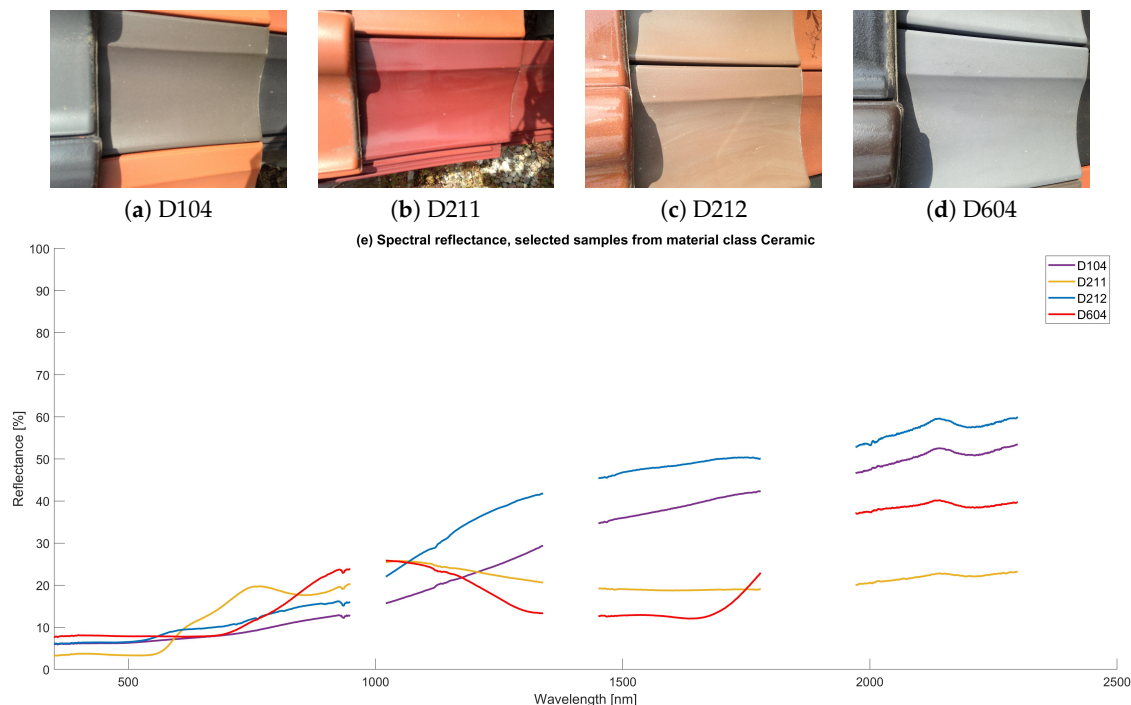 (a) D104
(b) D211
(c) D212
(d) D604
(e) Spectral reflectance, selected samples from material class Ceramic
100
90
80
70
60
50
40
30
20
10
0
Reflectance [%]
D104
D211
D212
D604
500
1000
1500
2000
2500
Wavelength [nm]